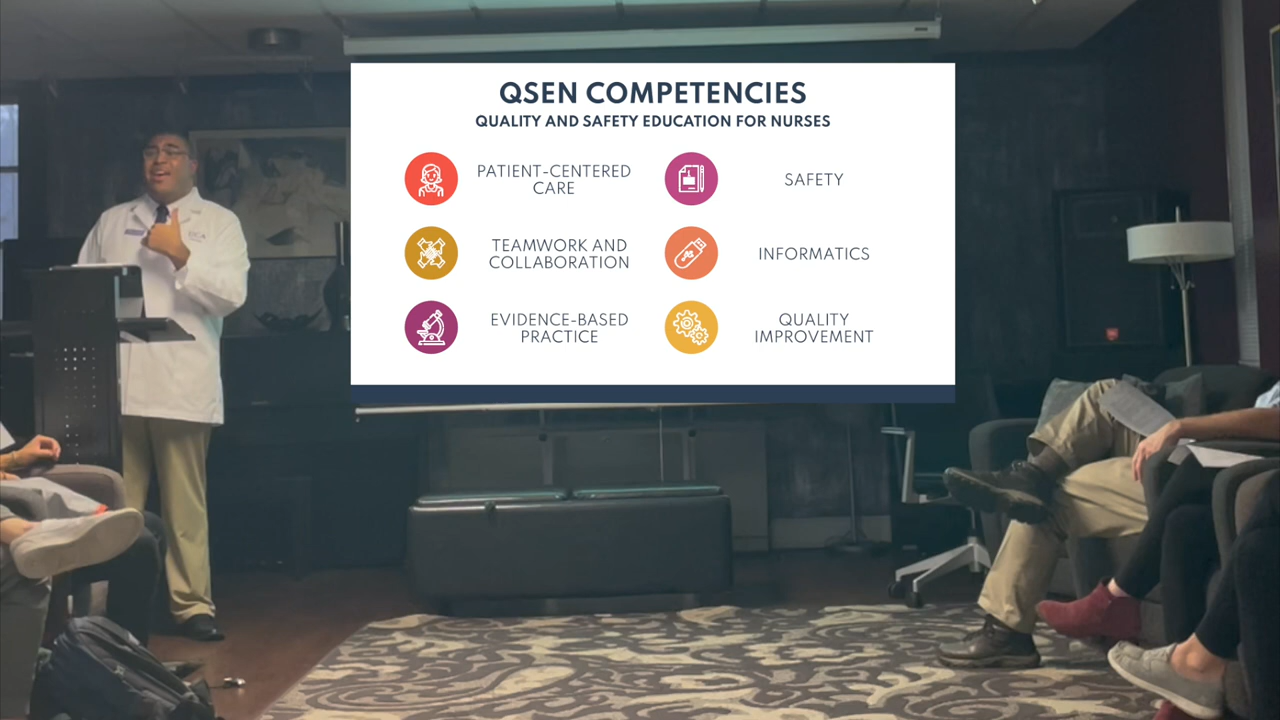 QSEN COMPETENCIES
QUALITY AND SAFETY EDUCATION FOR NURSES
PATIENT-CENTERED
CARE
SAFETY
TEAMWORK AND
COLLABORATION
INFORMATICS
EVIDENCE-BASED
PRACTICE
QUALITY
IMPROVEMENT